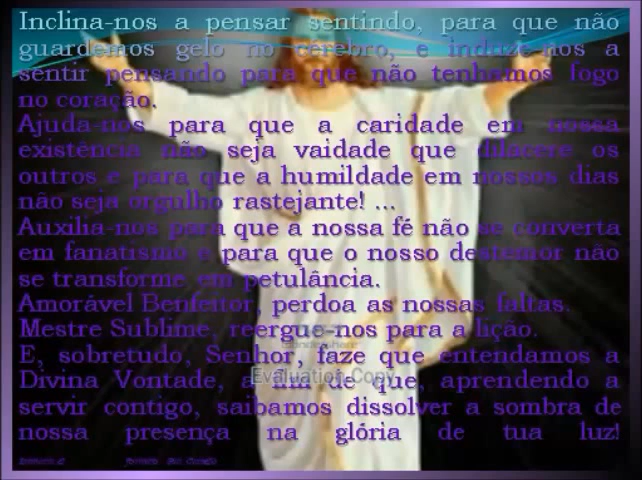 Inclina-nos a pensar sentindo, para que não
guardemos gelo no cérebro, e induze-nos a
sentir pensando para que não tenhamos fogo
no coração.
Ajuda-nos para que a caridade em nossa
existência não seja vaidade que dilacere os
outros e para que a humildade em nossos dias
não seja orgulho rastejante! ...
Auxilia-nos para que a nossa fé não se converta
em fanatismo e para que o nosso destemor não
se transforme em petulância.
Amorável Benfeitor, perdoa as nossas faltas.
Mestre Sublime, reergue-nos para a lição.
E, sobretudo, Senhor, faze que entendamos a
Divina Vontade, a fim de que, aprendendo a
Evaluation Copy
servir contigo, saibamos dissolver a sombra de
nossa presença na glória de tua luz!